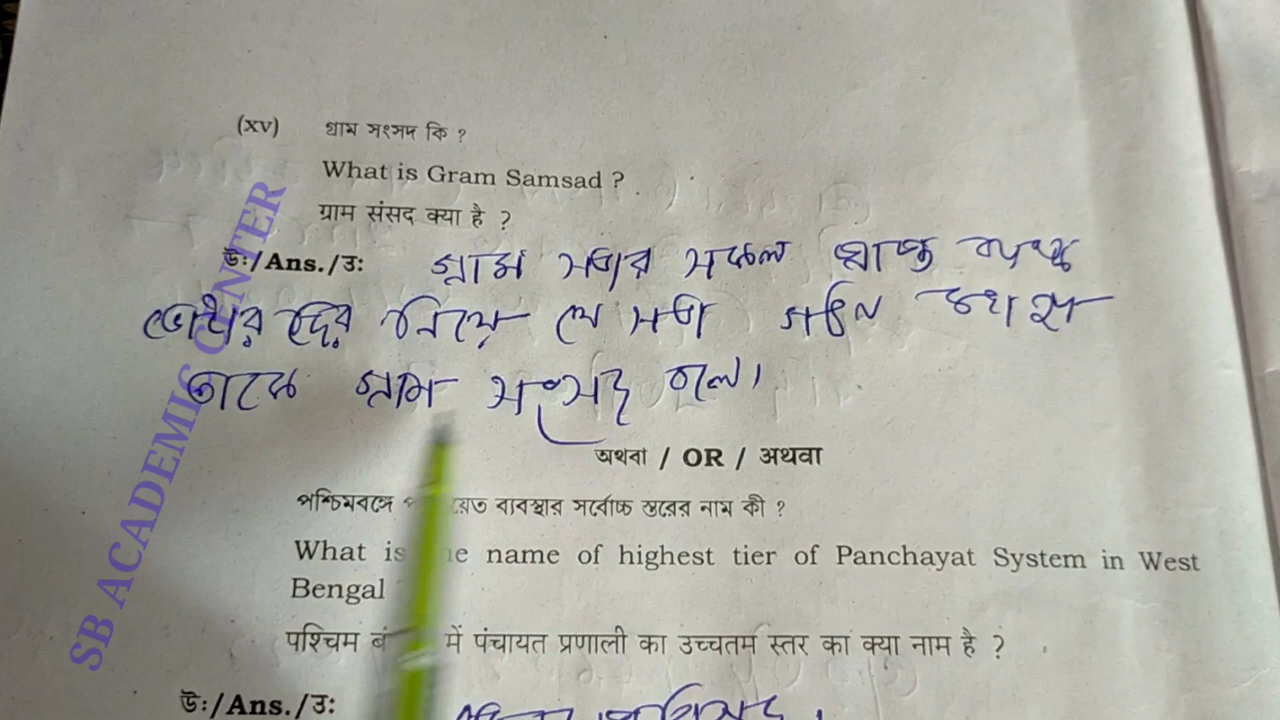 (xv) গ্রাম সংসদ কি ?
What is Gram Samsad ?
ग्राम संसद क्या है ?
উঃ/Ans./उ: গ্রাম সভার সকল প্রাপ্ত বয়স্ক
ভোটার দের নিয়ে যে সভা গঠিত হয়
তাকে গ্রাম সংসদ বলে।
অথবা / OR / अथवा
পশ্চিমবঙ্গে ব্যবস্থার সর্বোচ্চ স্তরের নাম কী ?
What is name of highest tier of Panchayat System in West
Bengal
पश्चिम में पंचायत प्रणाली का उच्चतम स्तर का क्या नाम है ?
উঃ/Ans./उ:
SB ACADEMIC CENTER